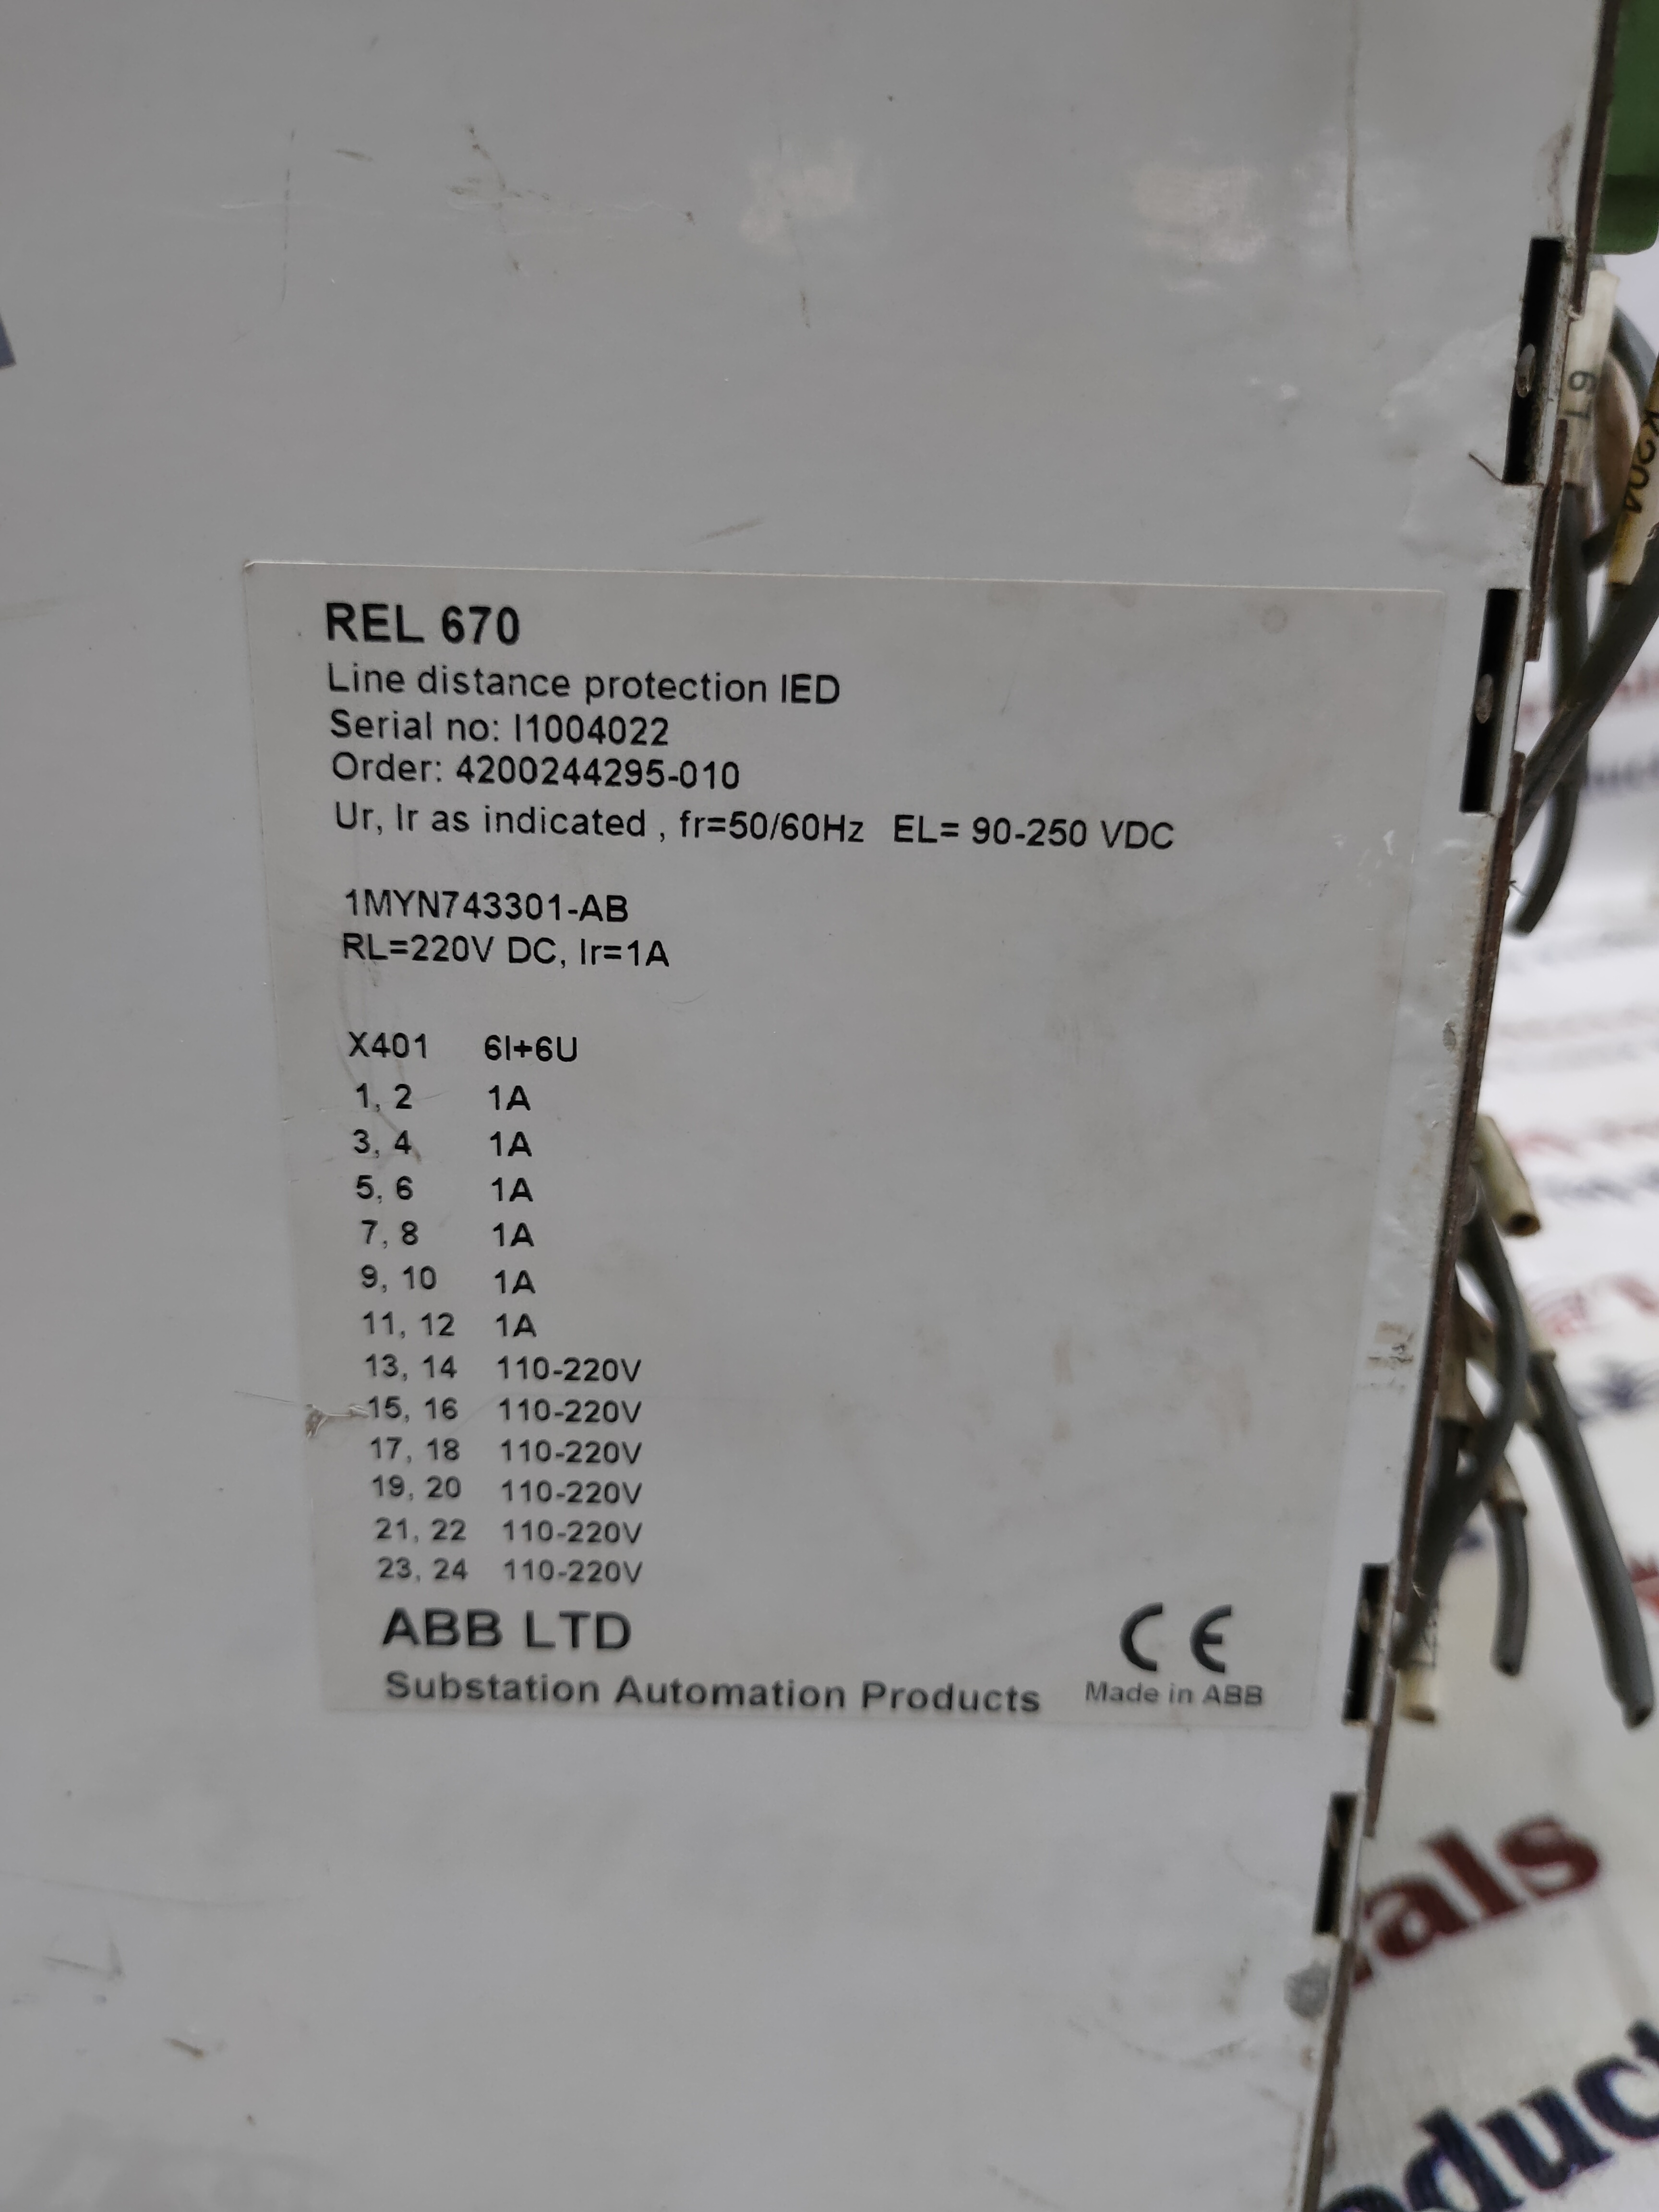 REL 670
Line distance protection IED
Serial no: I1004022
Order: 4200244295-010
Ur, Ir as indicated , fr=50/60Hz EL= 90-250 VDC
1MYN743301-AB
RL=220V DC, Ir=1A
X401 6I+6U
1, 2 1A
3, 4 1A
5, 6 1A
7, 8 1A
9, 10 1A
11, 12 1A
13, 14 110-220V
15, 16 110-220V
17, 18 110-220V
19, 20 110-220V
21, 22 110-220V
23, 24 110-220V
ABB LTD
Substation Automation Products
CE
Made in ABB
61
K204
als
oduct